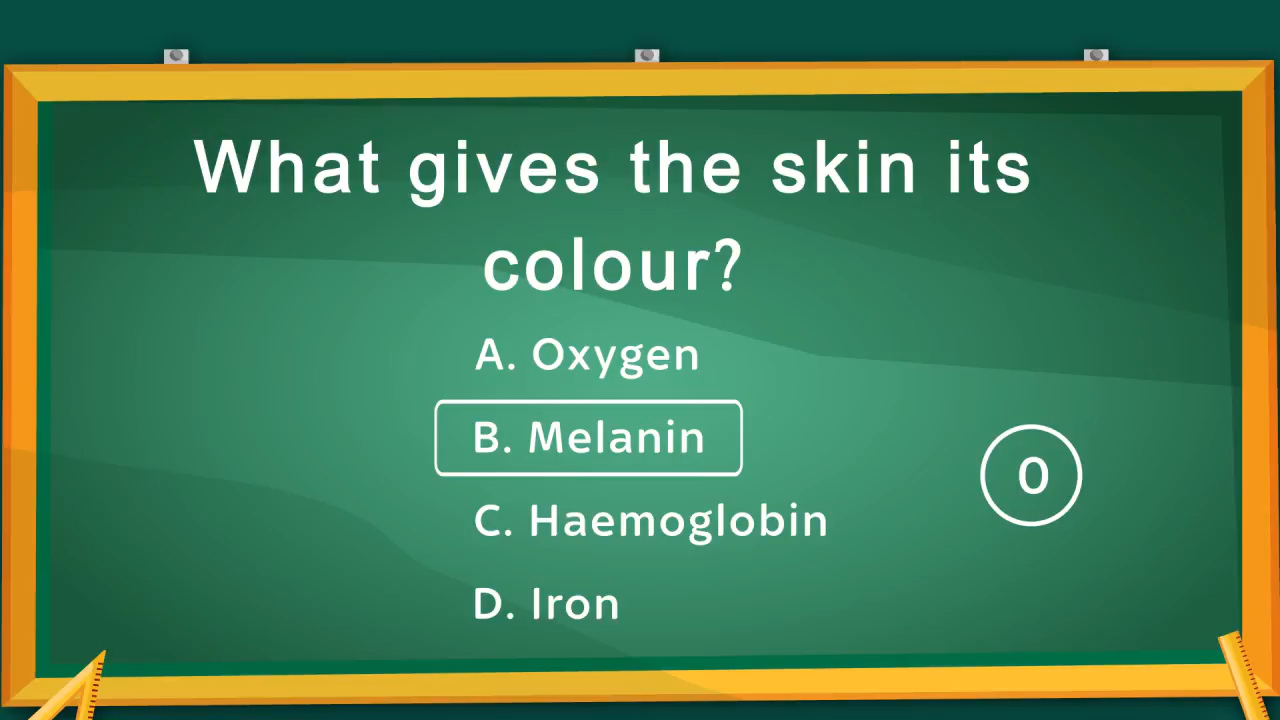 What gives the skin its
colour?
A. Oxygen
B. Melanin
C. Haemoglobin
D. Iron
0